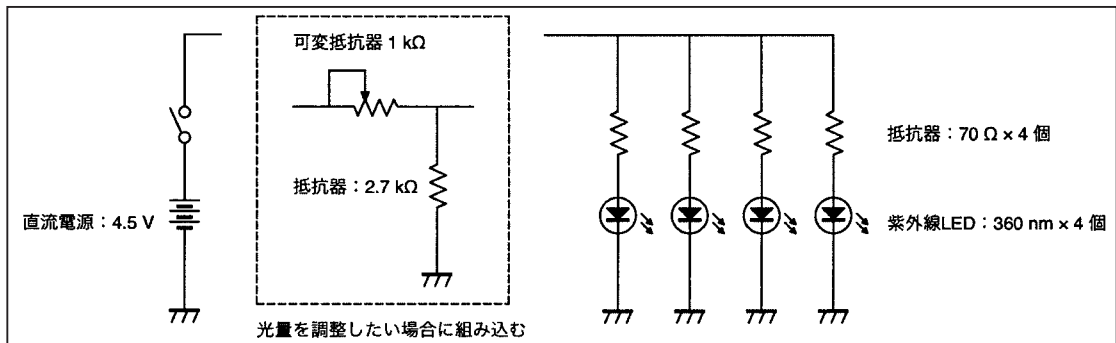 可変抵抗器 1 kΩ
抵抗器：2.7 kΩ
直流電源：4.5 V
抵抗器：70 Ω × 4 個
紫外線LED：360 nm × 4 個
光量を調整したい場合に組み込む